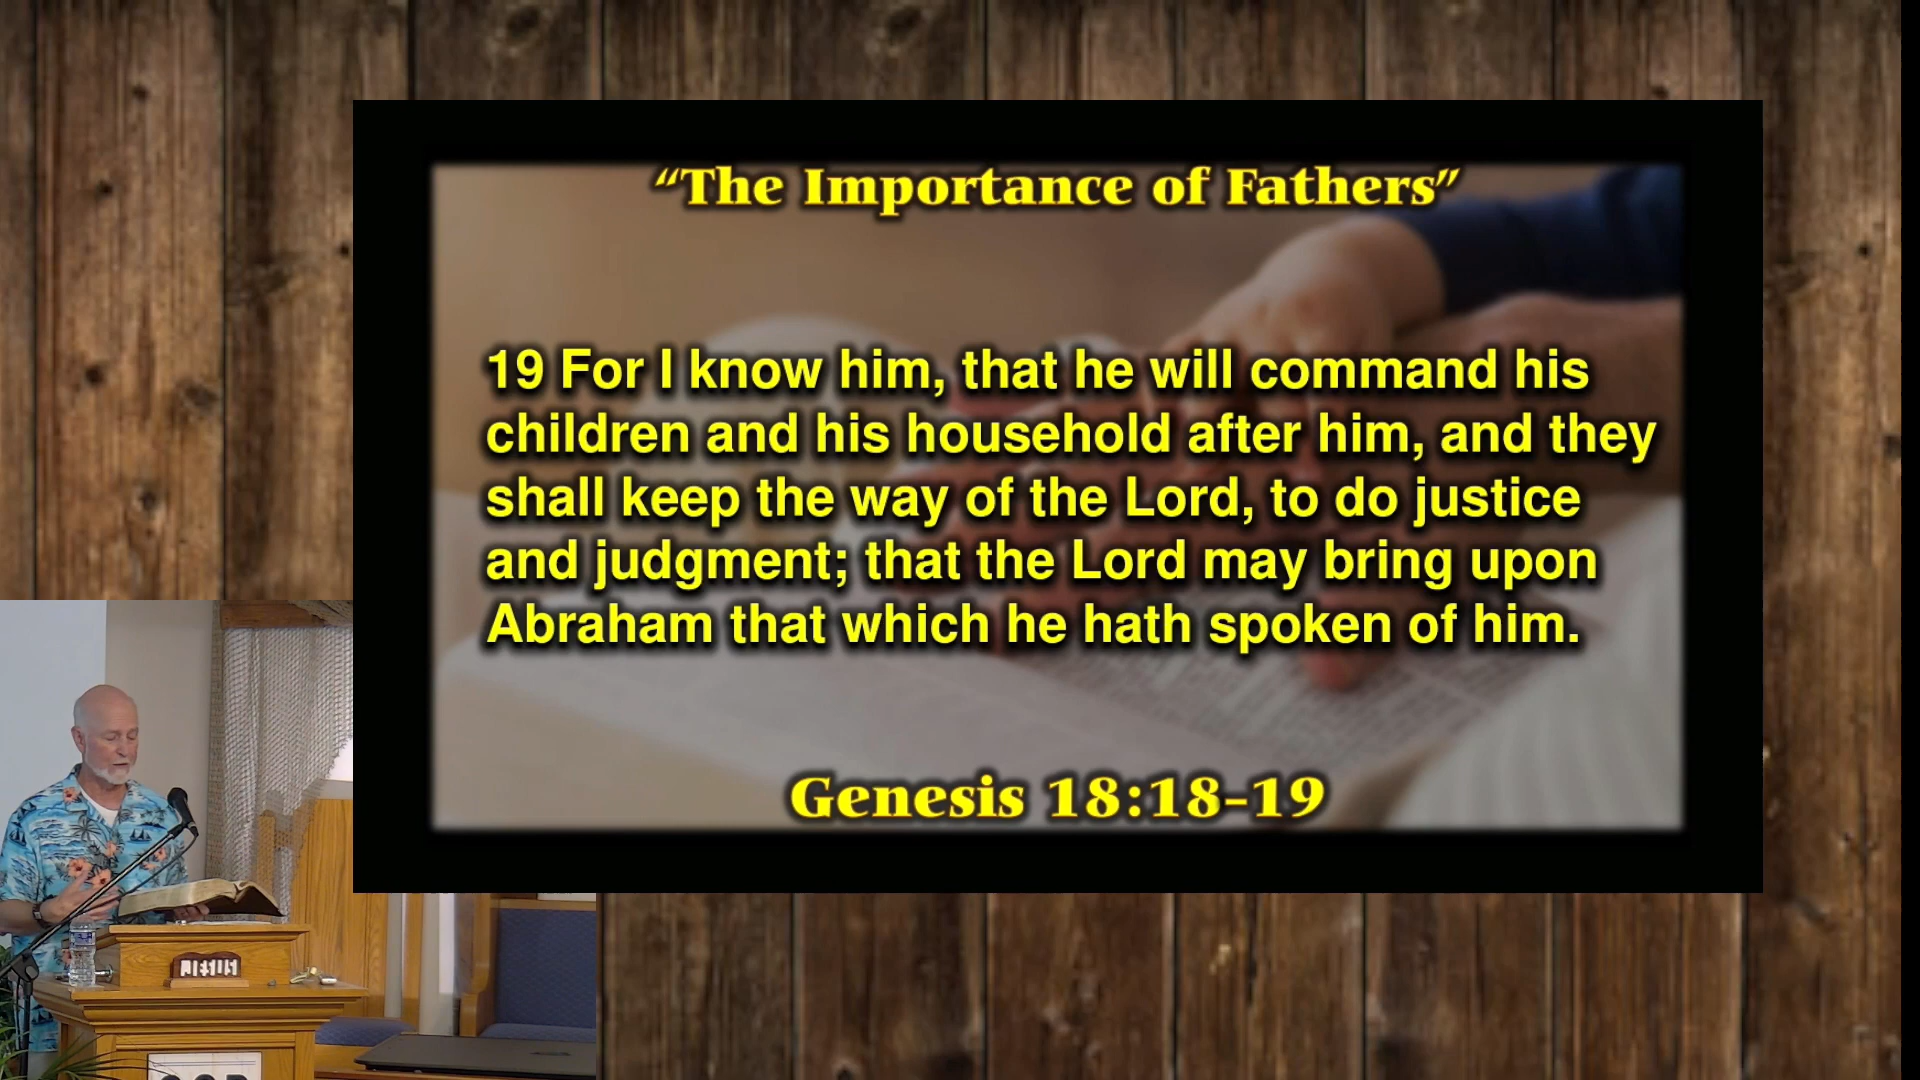 “The Importance of Fathers”
19 For I know him, that he will command his
children and his household after him, and they
shall keep the way of the Lord, to do justice
and judgment; that the Lord may bring upon
Abraham that which he hath spoken of him.
Genesis 18:18-19
JESUS